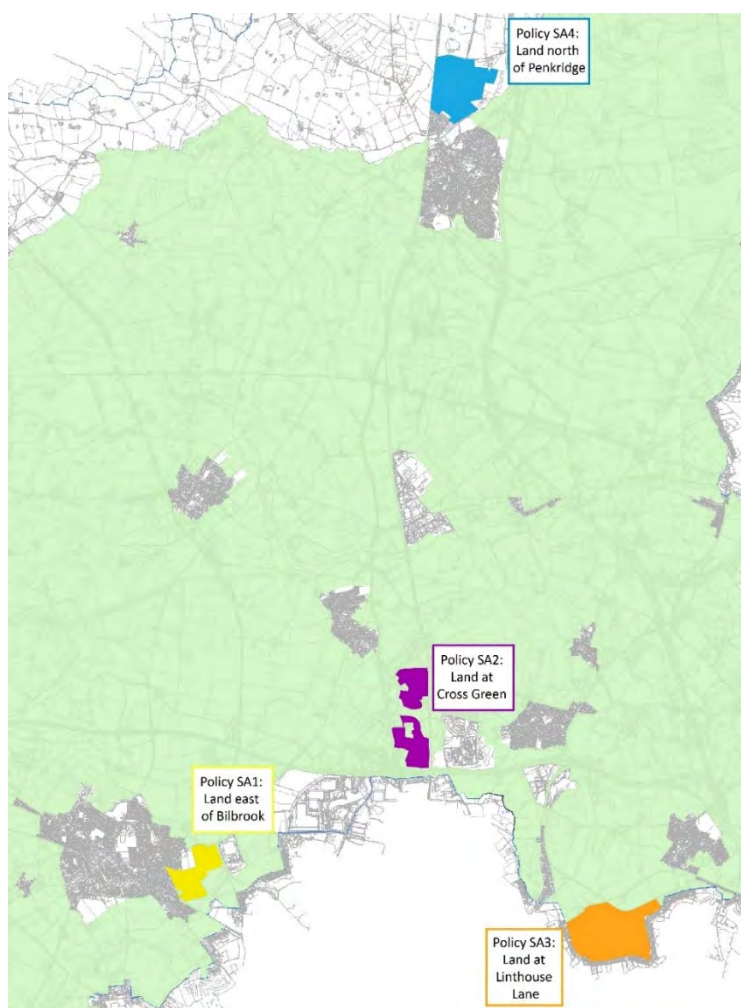 Policy SA4:
Land north
of Penkridge
Policy SA2:
Land at
Cross Green
Policy SA1:
Land east
of Bilbrook
Policy SA3:
Land at
Linthouse
Lane